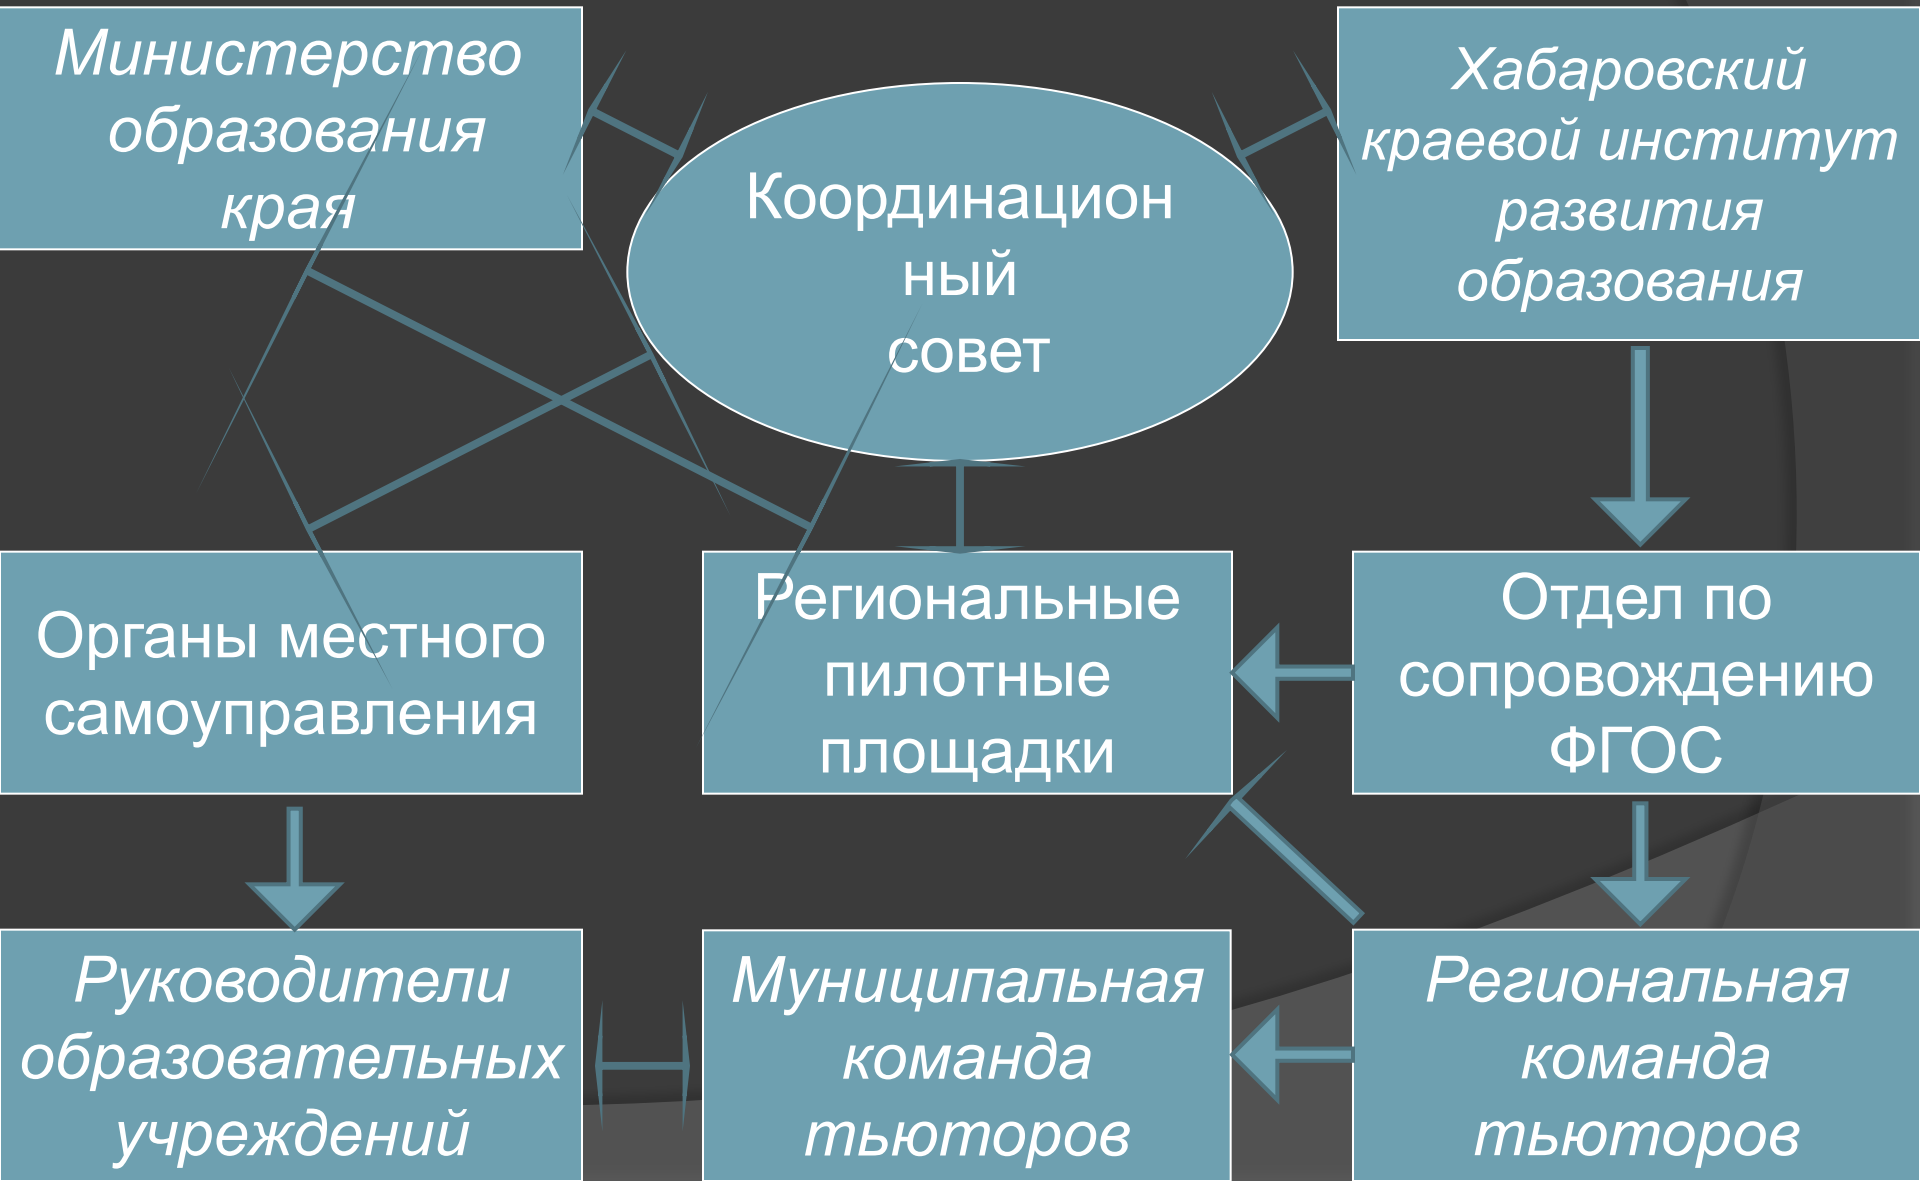 Министерство
образования
края
Координацион
ный
совет
Хабаровский
краевой институт
развития
образования
Органы местного
самоуправления
Региональные
пилотные
площадки
Отдел по
сопровождению
ФГОС
Руководители
образовательных
учреждений
Муниципальная
команда
тьюторов
Региональная
команда
тьюторов